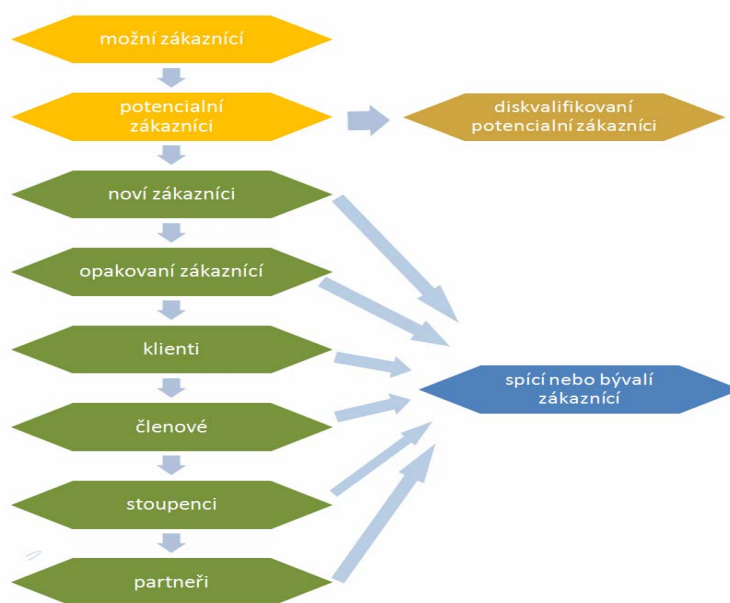 možní zákazníci
potencialní
zákazníci
diskvalifikovaní
potencialní zákazníci
noví zákazníci
opakovaní zákazníci
klienti
spící nebo bývalí
zákazníci
členové
stoupenci
partneři